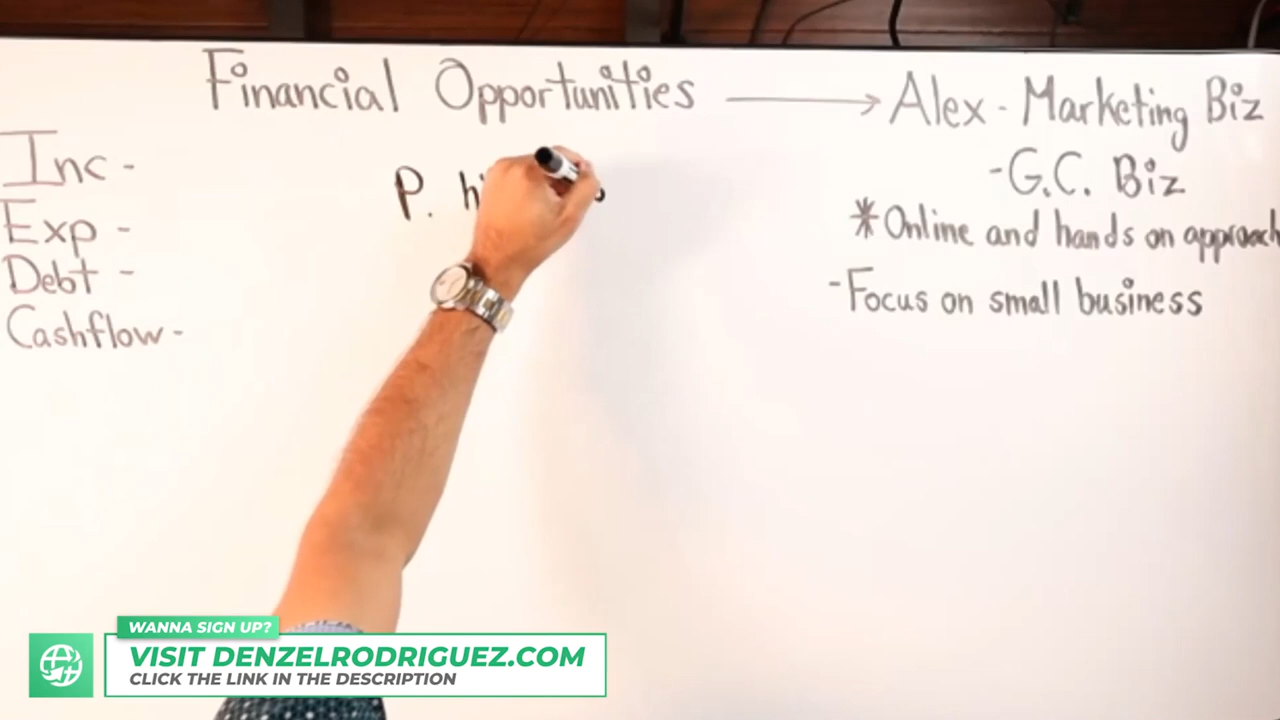 Financial Opportunities → Alex - Marketing Biz
- G.C. Biz
* Online and hands on approach
- Focus on small business
Inc -
Exp -
Debt -
Cashflow -
P.
WANNA SIGN UP?
VISIT DENZELRODRIGUEZ.COM
CLICK THE LINK IN THE DESCRIPTION